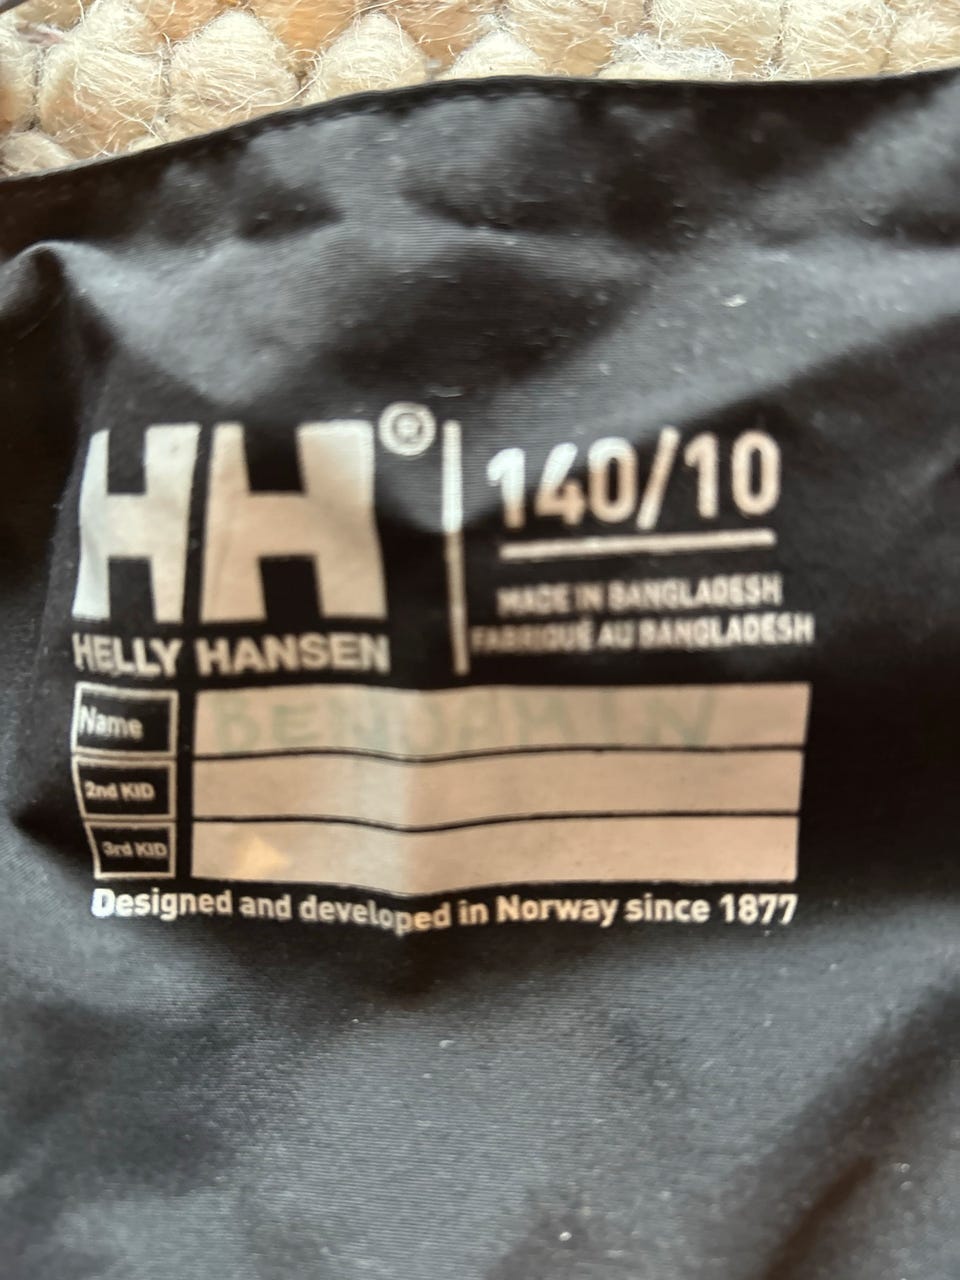 HH®
HELLY HANSEN
140/10
MADE IN BANGLADESH
FABRIQUÉ AU BANGLADESH
Name BENJAMIN
2nd KID
3rd KID
Designed and developed in Norway since 1877